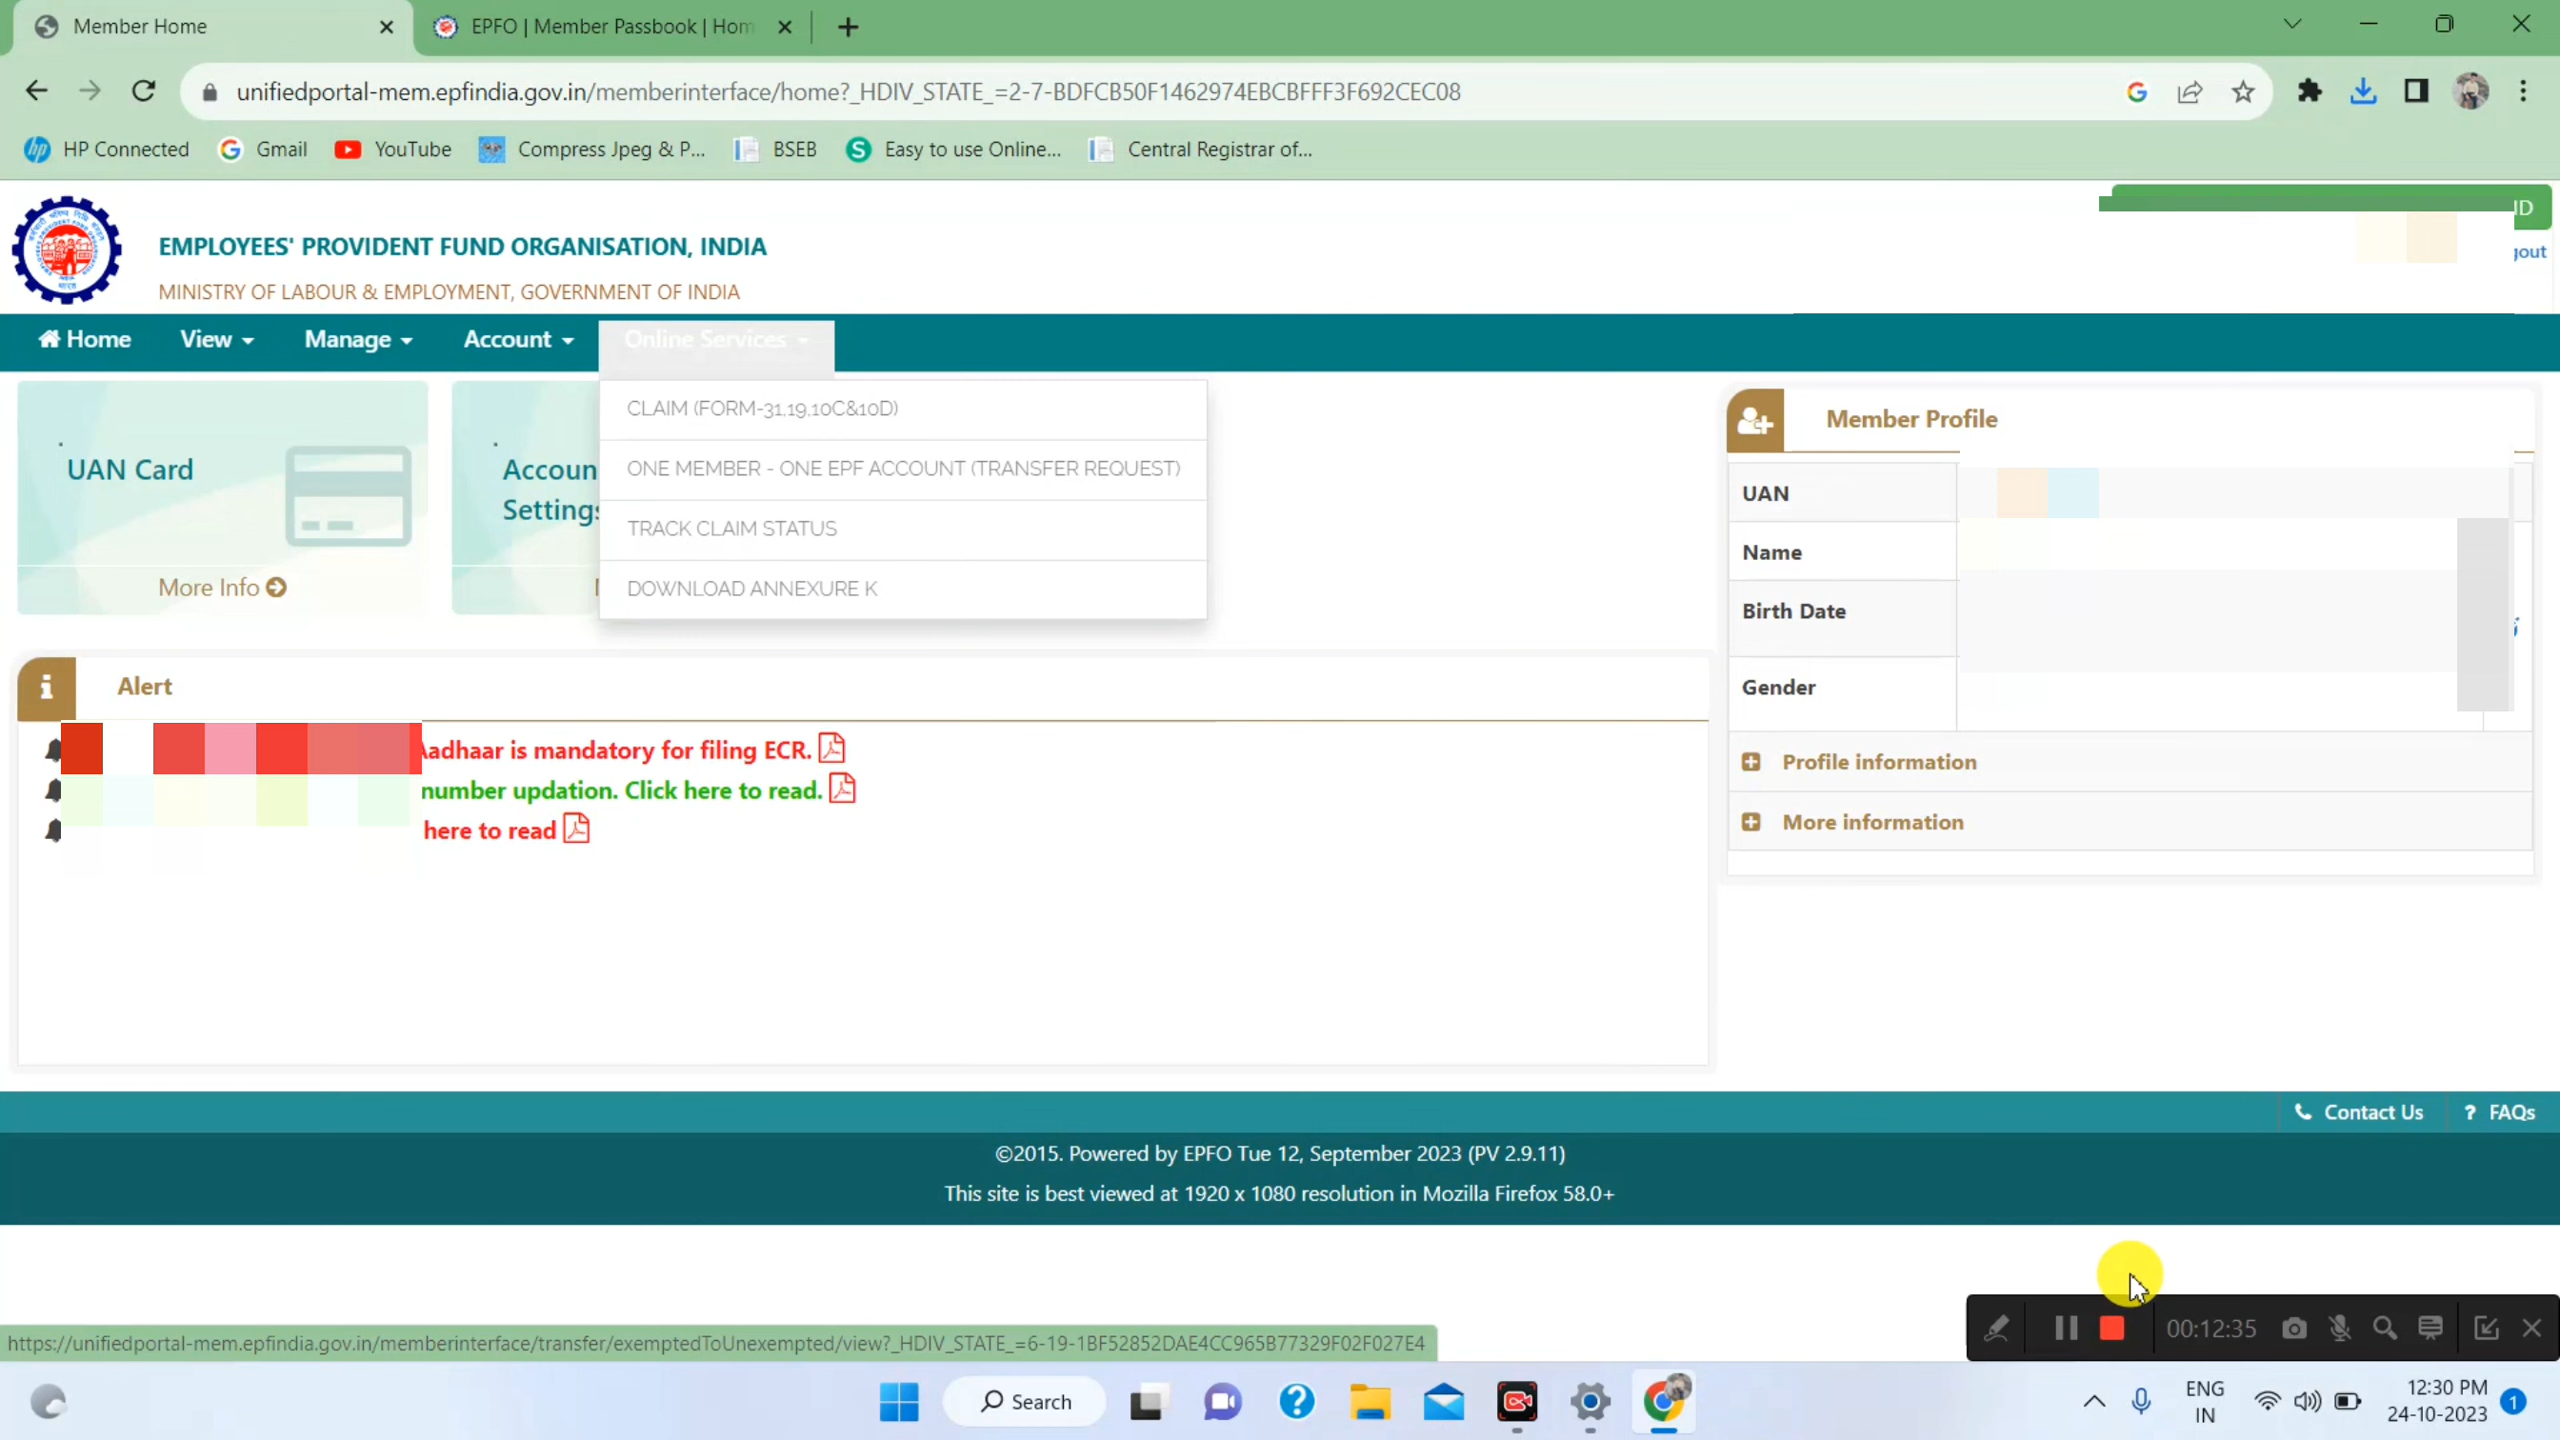 Member Home
EPFO | Member Passbook | Hom
unifiedportal-mem.epfindia.gov.in/memberinterface/home?_HDIV_STATE_=2-7-BDFCB50F1462974EBCBFFF3F692CEC08
HP Connected Gmail YouTube Compress Jpeg & P... BSEB Easy to use Online... Central Registrar of...
EMPLOYEES' PROVIDENT FUND ORGANISATION, INDIA
MINISTRY OF LABOUR & EMPLOYMENT, GOVERNMENT OF INDIA
Home View Manage Account Online Services
CLAIM (FORM-31,19,10C&10D)
ONE MEMBER - ONE EPF ACCOUNT (TRANSFER REQUEST)
TRACK CLAIM STATUS
DOWNLOAD ANNEXURE K
UAN Card
More Info
Accoun
Settings
Member Profile
UAN
Name
Birth Date
Gender
Profile information
More information
Alert
Aadhaar is mandatory for filing ECR.
number updation. Click here to read.
here to read
Contact Us ? FAQs
©2015. Powered by EPFO Tue 12, September 2023 (PV 2.9.11)
This site is best viewed at 1920 x 1080 resolution in Mozilla Firefox 58.0+
00:12:35
https://unifiedportal-mem.epfindia.gov.in/memberinterface/transfer/exemptedToUnexempted/view?_HDIV_STATE_=6-19-1BF52852DAE4CC965B77329F02F027E4
Search
ENG
IN
12:30 PM
24-10-2023
1